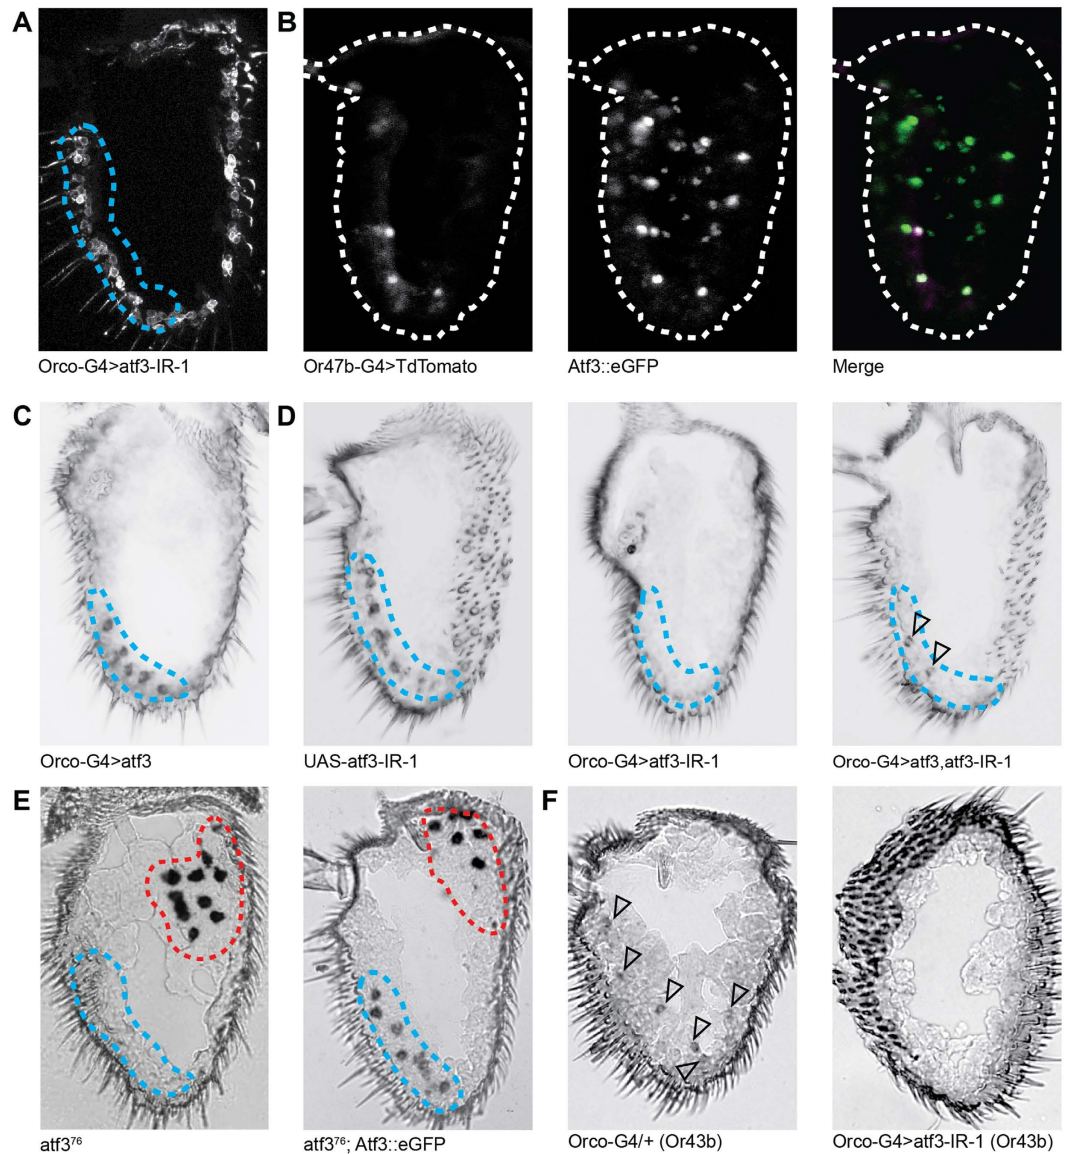 A
B
Orco-G4>atf3-IR-1
Or47b-G4>TdTomato
Atf3::eGFP
Merge
C
D
Orco-G4>atf3
UAS-atf3-IR-1
Orco-G4>atf3-IR-1
Orco-G4>atf3,atf3-IR-1
E
F
atf3⁷⁶
atf3⁷⁶; Atf3::eGFP
Orco-G4/+ (Or43b)
Orco-G4>atf3-IR-1 (Or43b)